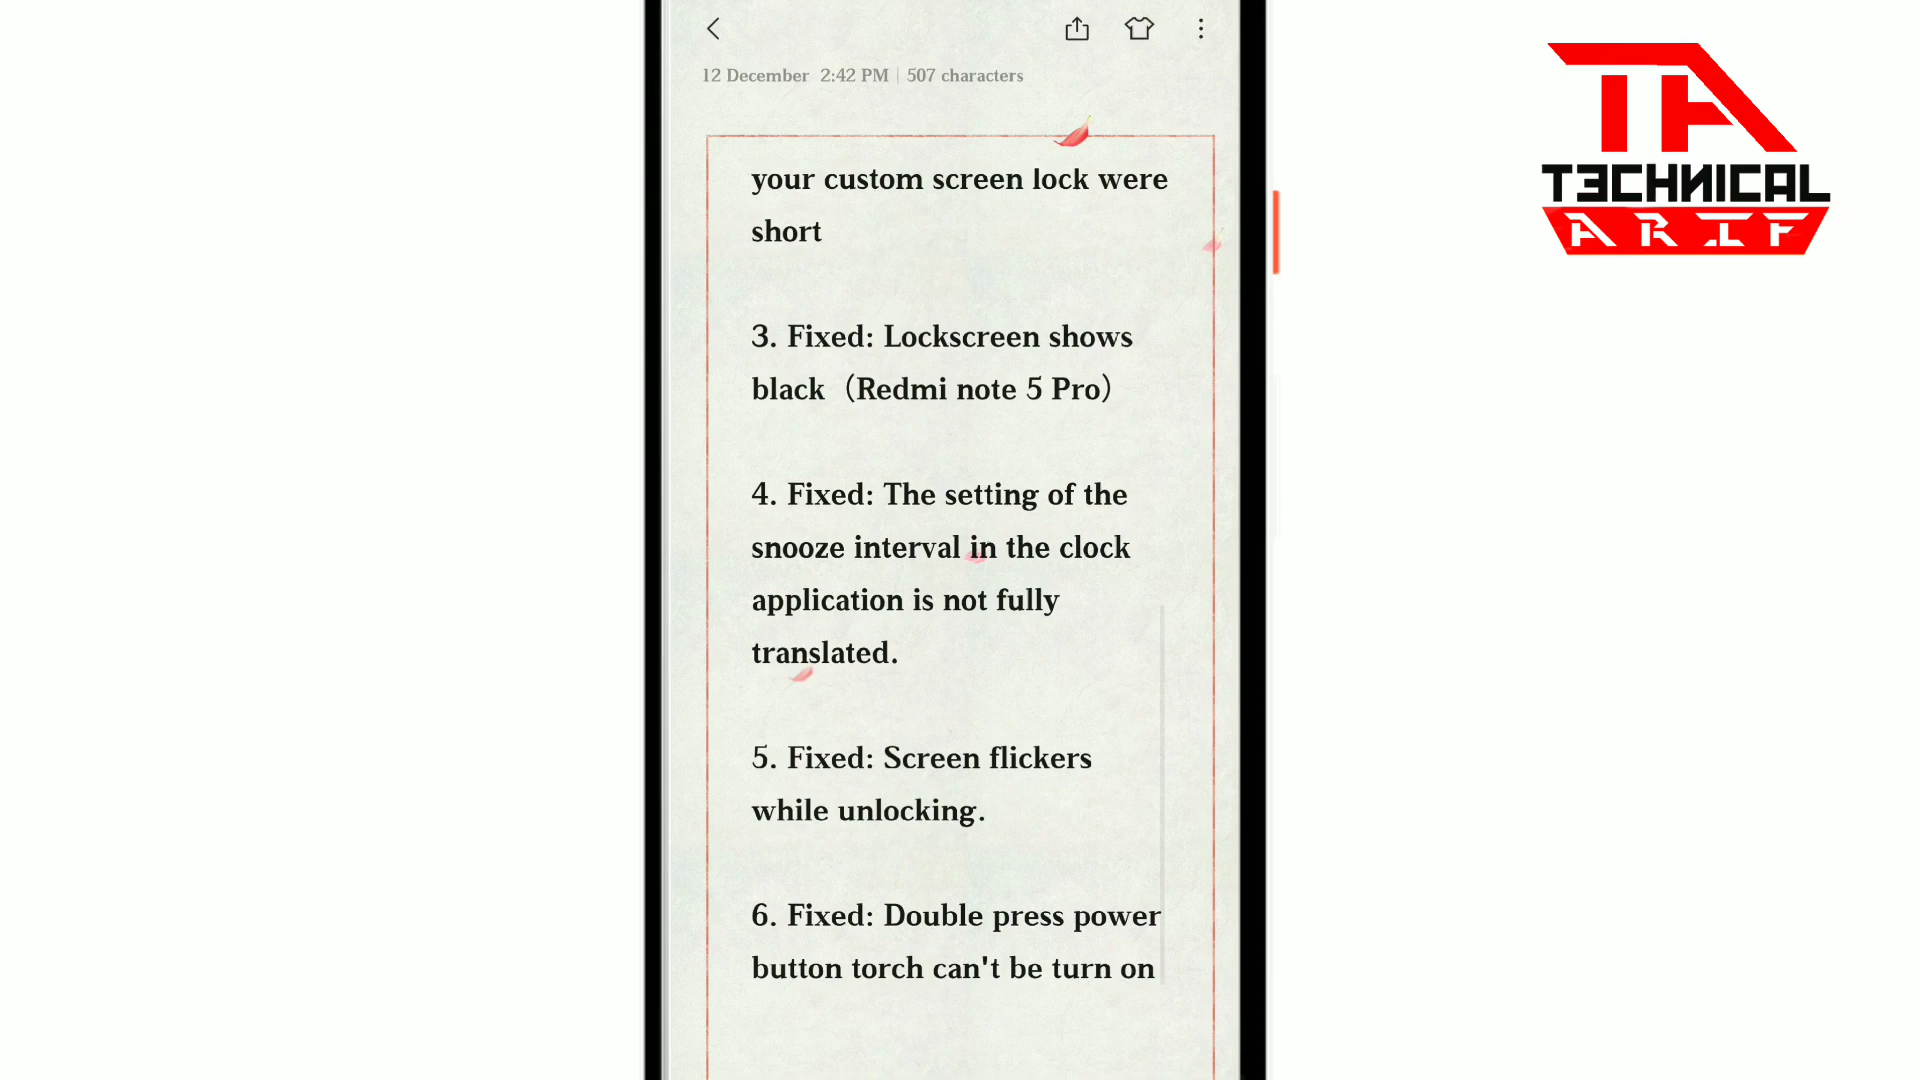 12 December 2:42 PM | 507 characters
your custom screen lock were
short
3. Fixed: Lockscreen shows
black（Redmi note 5 Pro）
4. Fixed: The setting of the
snooze interval in the clock
application is not fully
translated.
5. Fixed: Screen flickers
while unlocking.
6. Fixed: Double press power
button torch can't be turn on
TA
TECHNICAL
ARIF